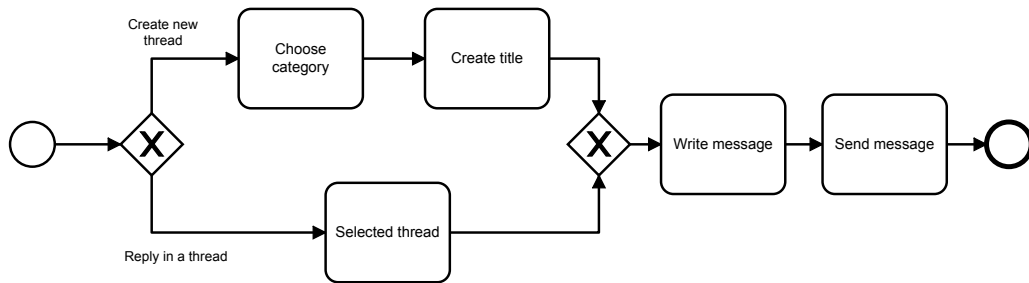 Create new
thread
Choose
category
Create title
X
X
Write message
Send message
Selected thread
Reply in a thread